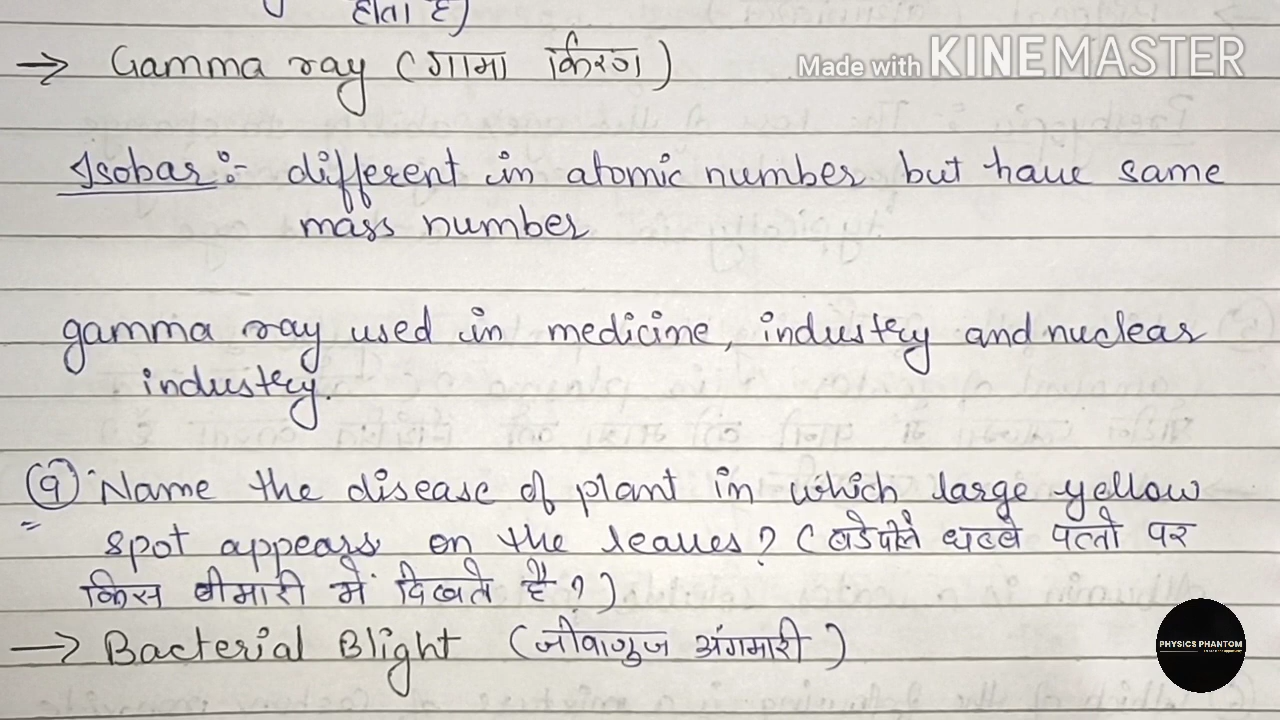 होता है)
→ Gamma ray (गामा किरण)
Made with KINEMASTER
Isobar :- different in atomic number but have same
mass number
gamma ray used in medicine, industry and nuclear
industry.
(9) Name the disease of plant in which large yellow
spot appears on the leaves? (बडे पीले धब्बे पत्तो पर
किस बीमारी में दिखते है?)
→ Bacterial Blight (जीवाणुज अंगमारी)
PHYSICS PHANTOM